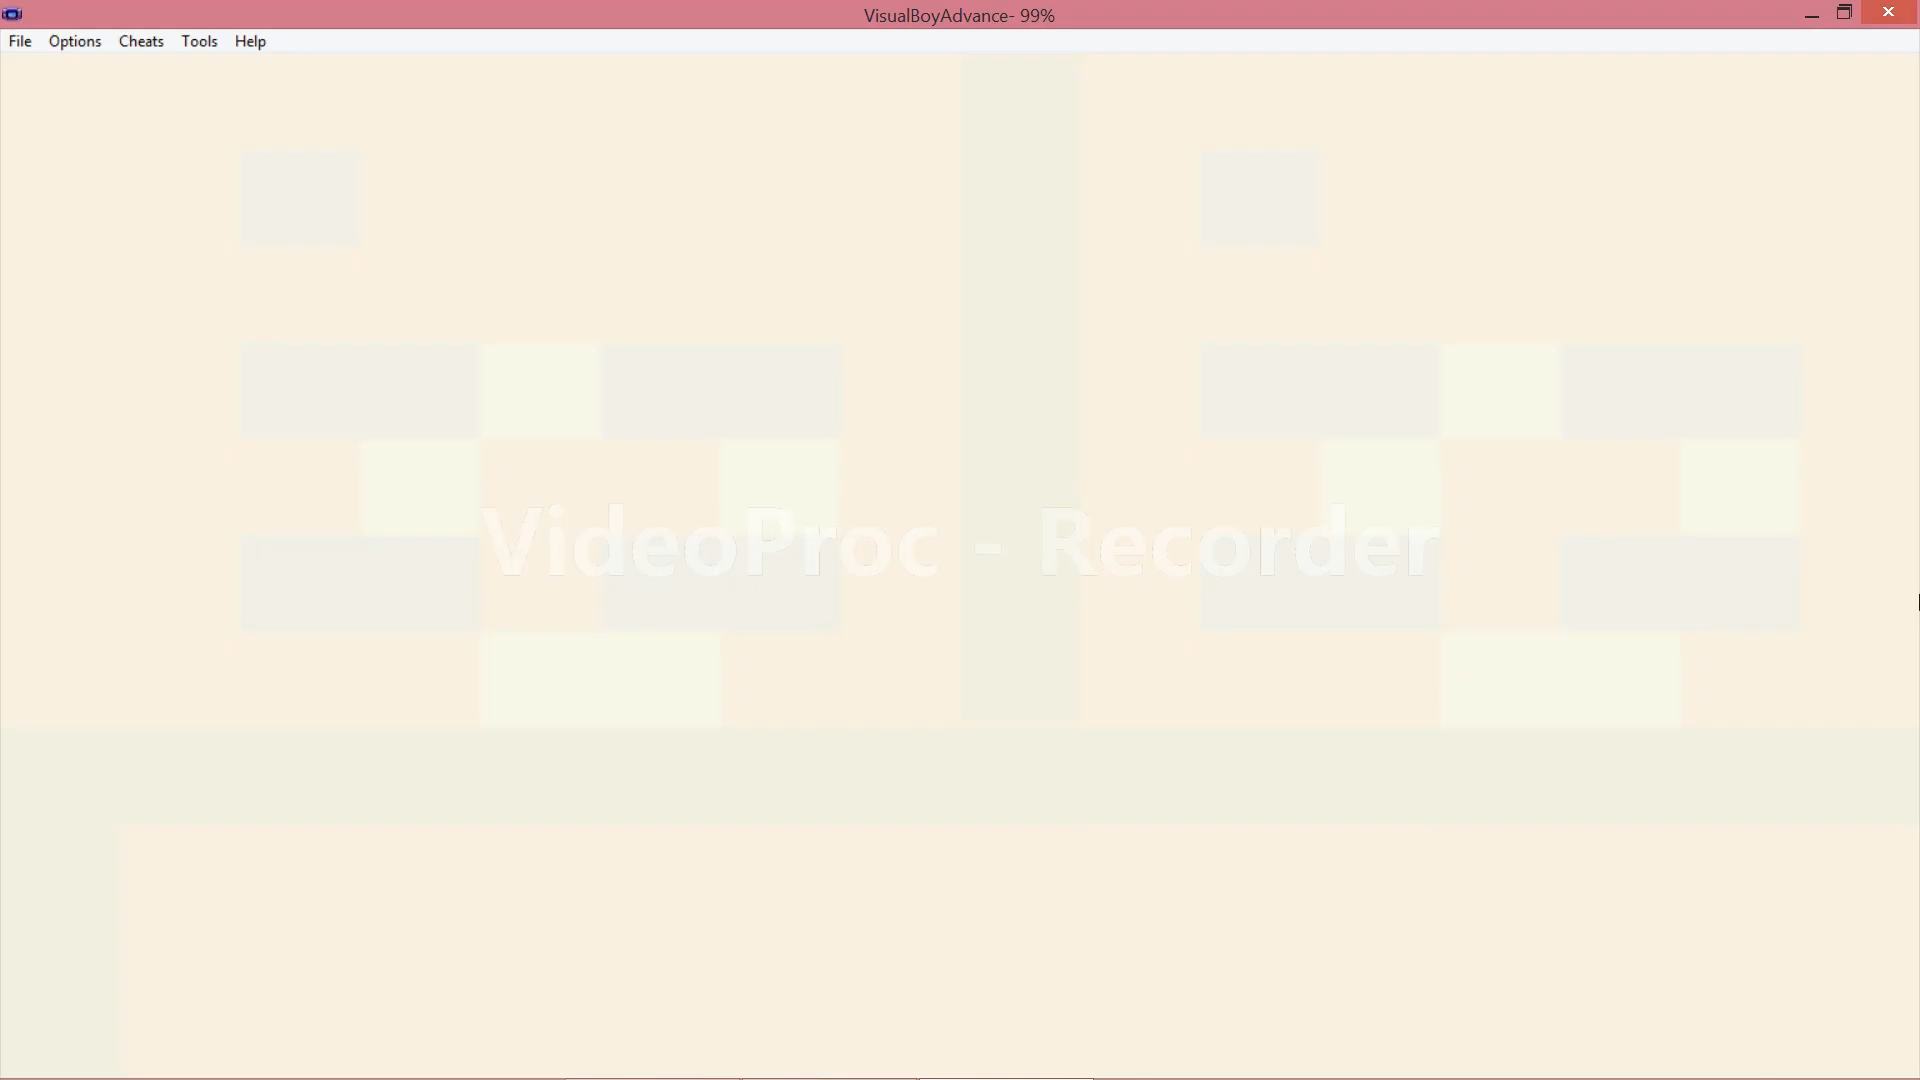 VisualBoyAdvance- 99%
File Options Cheats Tools Help
VideoProc - Recorder